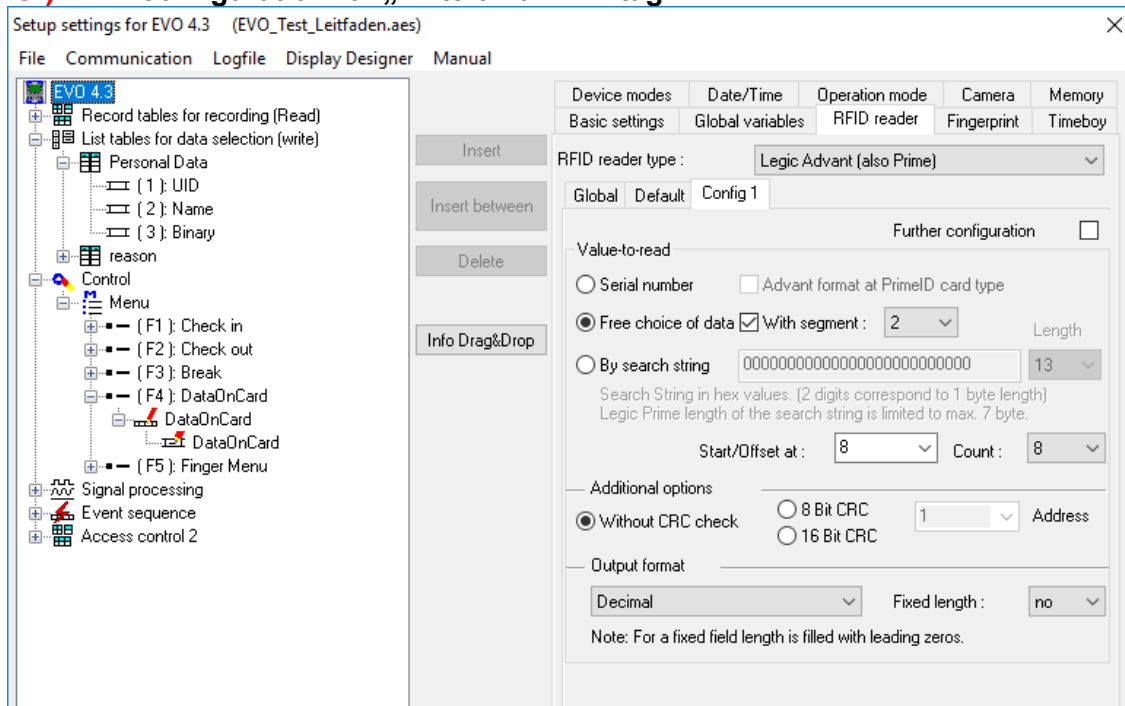 Setup settings for EVO 4.3 (EVO_Test_Leitfaden.aes)
File Communication Logfile Display Designer Manual
EVO 4.3
Record tables for recording (Read)
List tables for data selection (write)
Personal Data
( 1 ): UID
( 2 ): Name
( 3 ): Binary
reason
Control
Menu
( F1 ): Check in
( F2 ): Check out
( F3 ): Break
( F4 ): DataOnCard
DataOnCard
DataOnCard
( F5 ): Finger Menu
Signal processing
Event sequence
Access control 2
Insert
Insert between
Delete
Info Drag&Drop
Device modes Date/Time Operation mode Camera Memory
Basic settings Global variables RFID reader Fingerprint Timeboy
RFID reader type : Legic Advant (also Prime)
Global Default Config 1
Further configuration
Value-to-read
Serial number Advant format at PrimeID card type
Free choice of data With segment : 2
Length
By search string 00000000000000000000000000 13
Search String in hex values. (2 digits correspond to 1 byte length)
Legic Prime length of the search string is limited to max. 7 byte.
Start/Offset at : 8 Count : 8
Additional options
Without CRC check 8 Bit CRC 1 Address
16 Bit CRC
Output format
Decimal Fixed length : no
Note: For a fixed field length is filled with leading zeros.